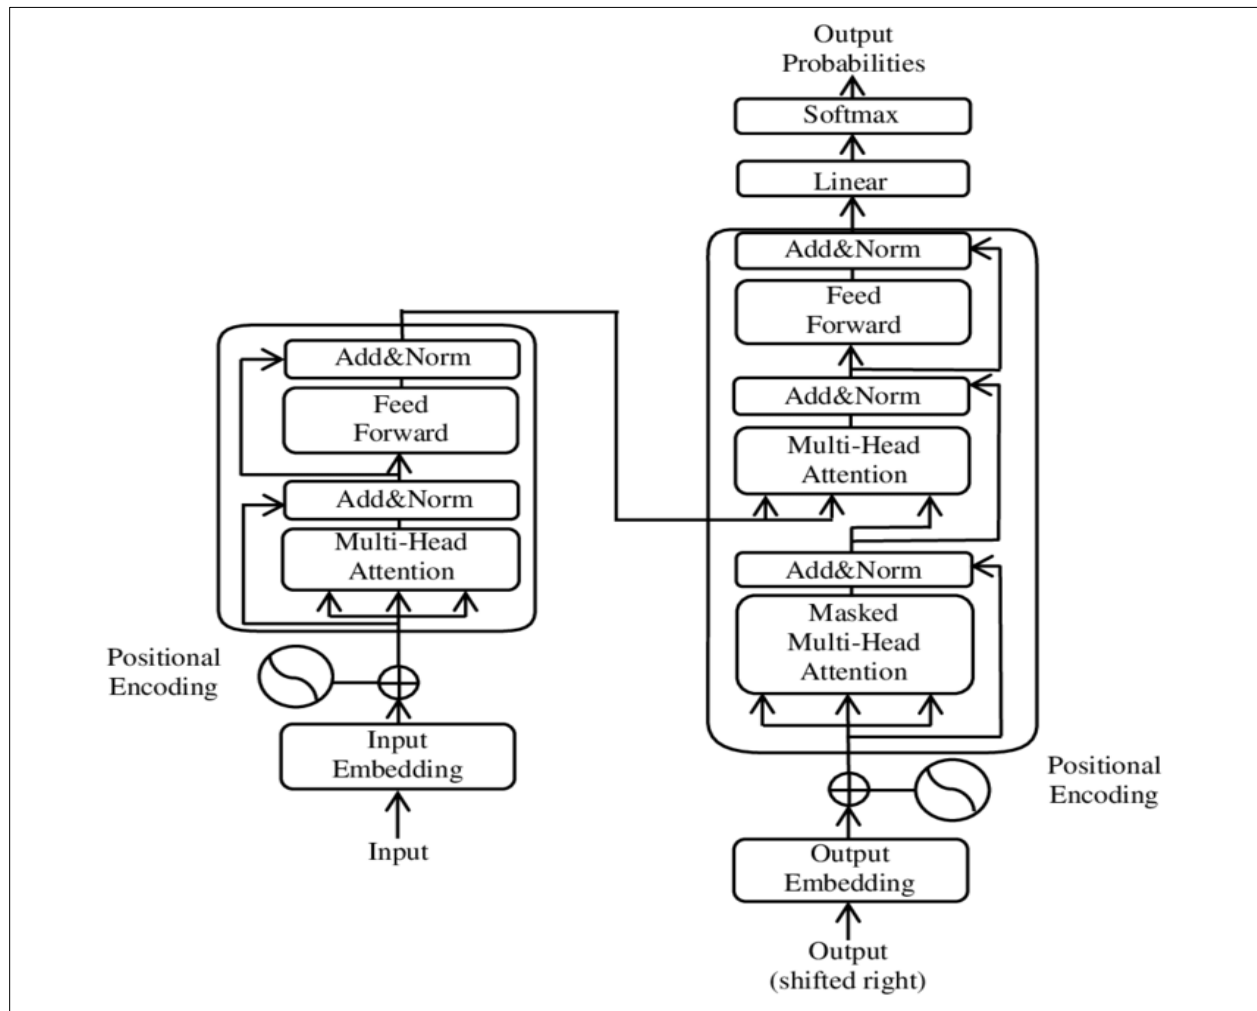 Output
Probabilities
Softmax
Linear
Add&Norm
Feed
Forward
Add&Norm
Multi-Head
Attention
Add&Norm
Masked
Multi-Head
Attention
Positional
Encoding
Output
Embedding
Output
(shifted right)
Add&Norm
Feed
Forward
Add&Norm
Multi-Head
Attention
Positional
Encoding
Input
Embedding
Input